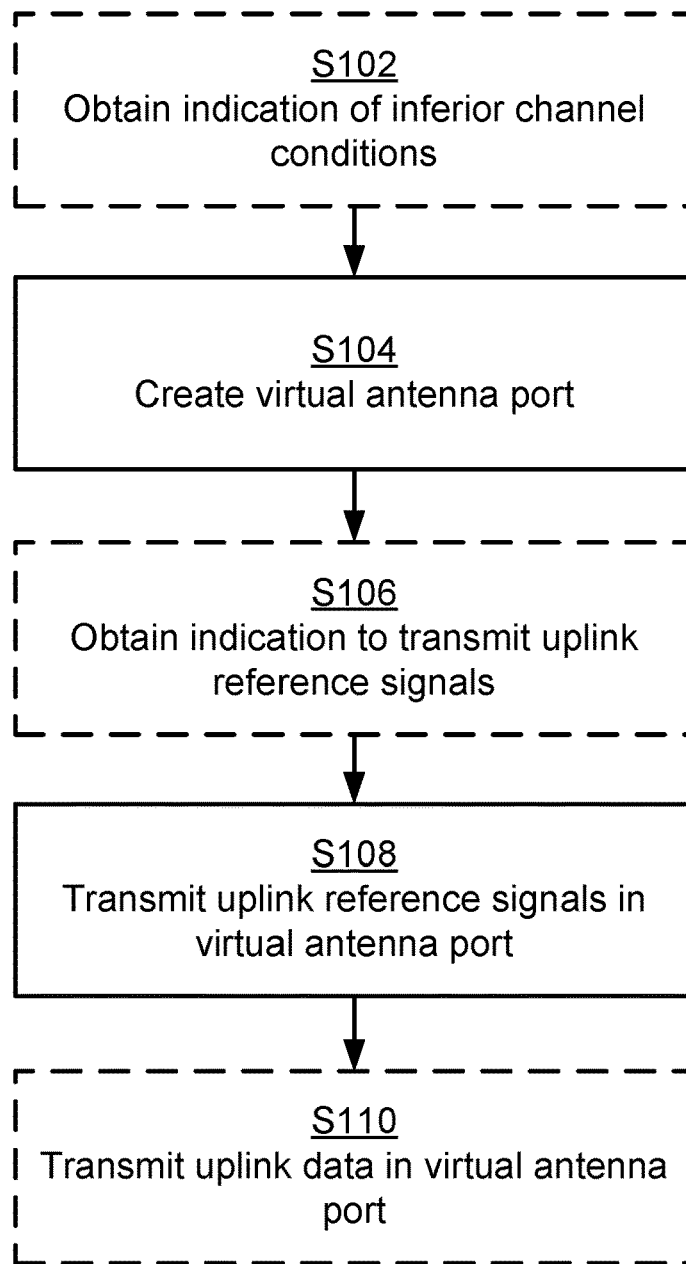 S102
Obtain indication of inferior channel
conditions
S104
Create virtual antenna port
S106
Obtain indication to transmit uplink
reference signals
S108
Transmit uplink reference signals in
virtual antenna port
S110
Transmit uplink data in virtual antenna
port